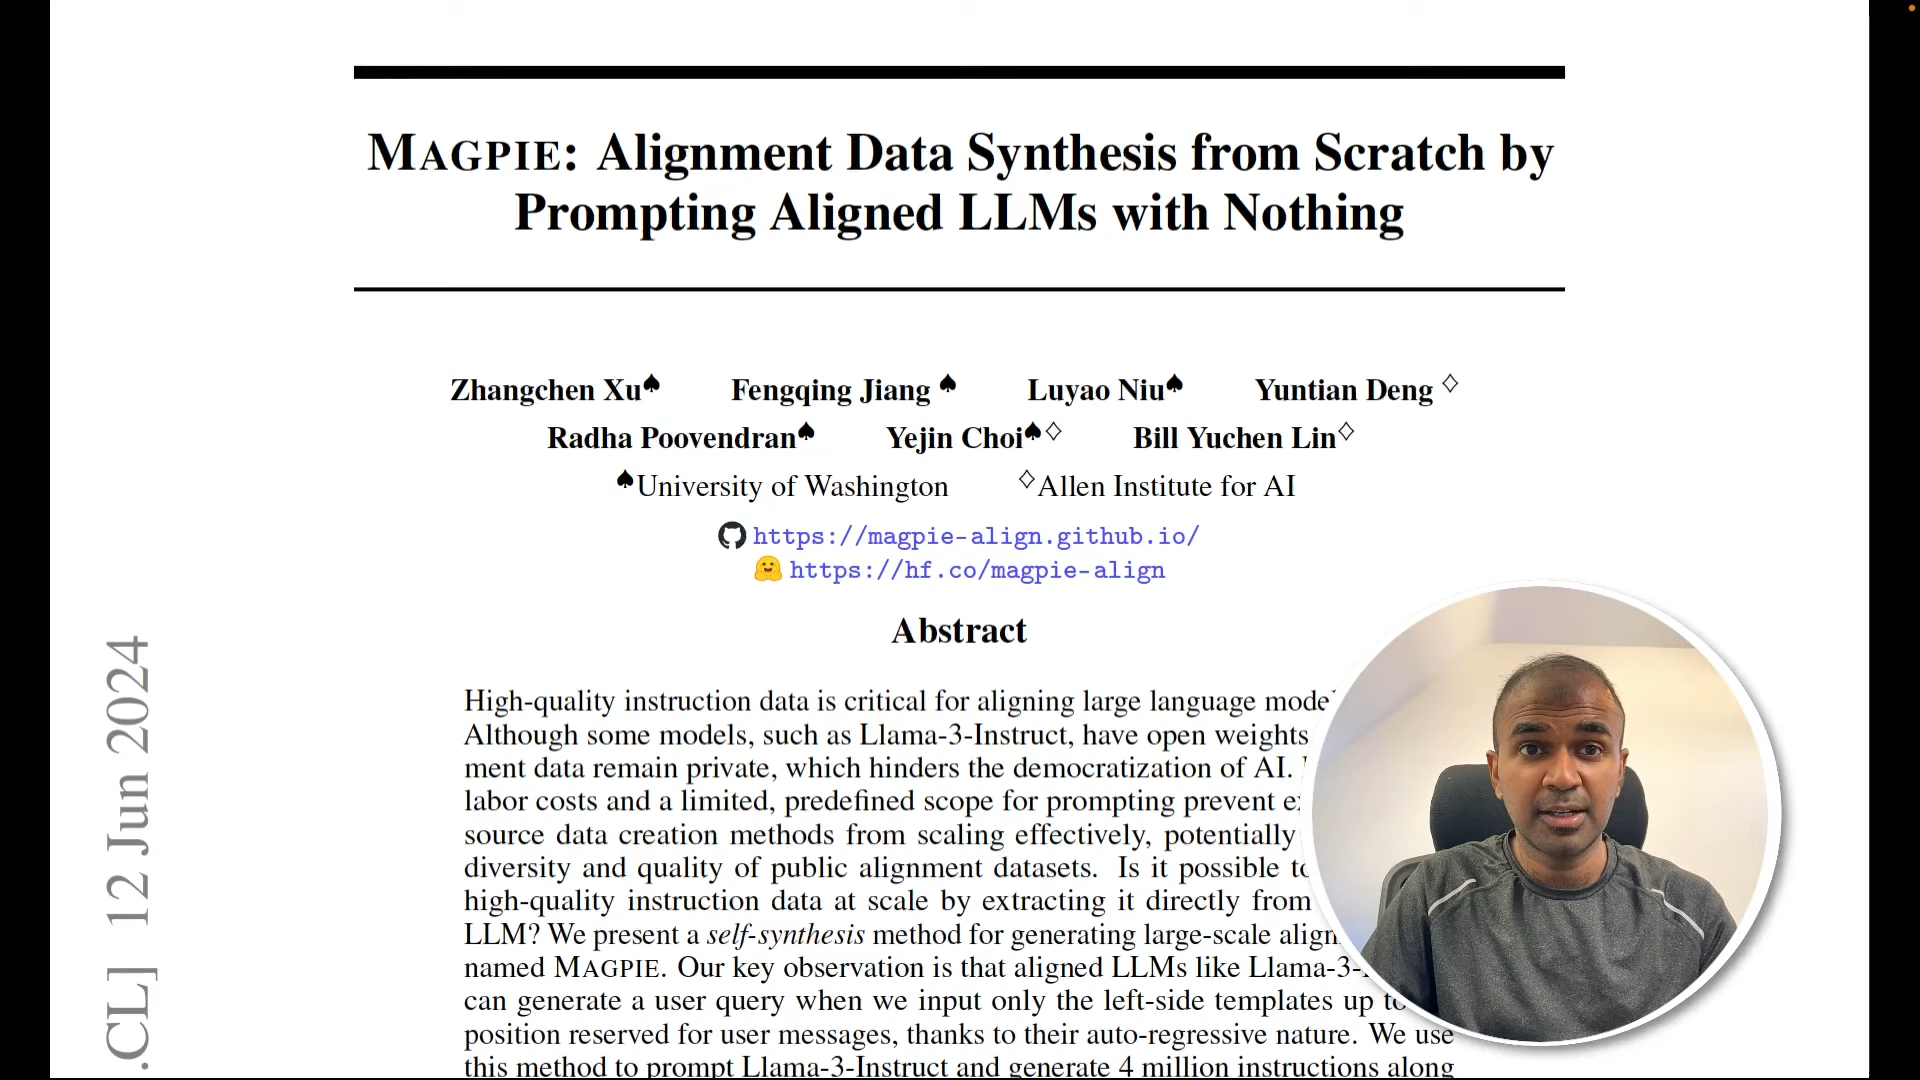 MAGPIE: Alignment Data Synthesis from Scratch by
Prompting Aligned LLMs with Nothing
Zhangchen Xu♠ Fengqing Jiang ♠ Luyao Niu♠ Yuntian Deng ♢
Radha Poovendran♠ Yejin Choi♠♢ Bill Yuchen Lin♢
♠University of Washington ♢Allen Institute for AI
https://magpie-align.github.io/
https://hf.co/magpie-align
Abstract
High-quality instruction data is critical for aligning large language
Although some models, such as Llama-3-Instruct, have open weights
ment data remain private, which hinders the democratization of AI.
labor costs and a limited, predefined scope for prompting prevent
source data creation methods from scaling effectively, potentially
diversity and quality of public alignment datasets. Is it possible
high-quality instruction data at scale by extracting it directly from
LLM? We present a self-synthesis method for generating large-scale
named MAGPIE. Our key observation is that aligned LLMs like
can generate a user query when we input only the left-side templates up
position reserved for user messages, thanks to their auto-regressive nature. We use
this method to prompt Llama-3-Instruct and generate 4 million instructions along
.CL] 12 Jun 2024